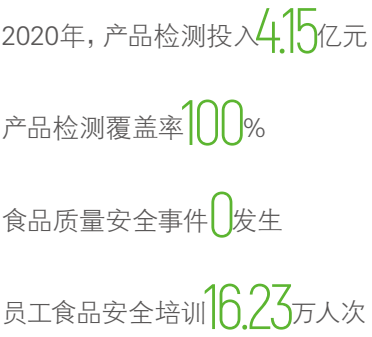 2020年，产品检测投入4.15亿元
产品检测覆盖率100%
食品质量安全事件0发生
员工食品安全培训16.23万人次